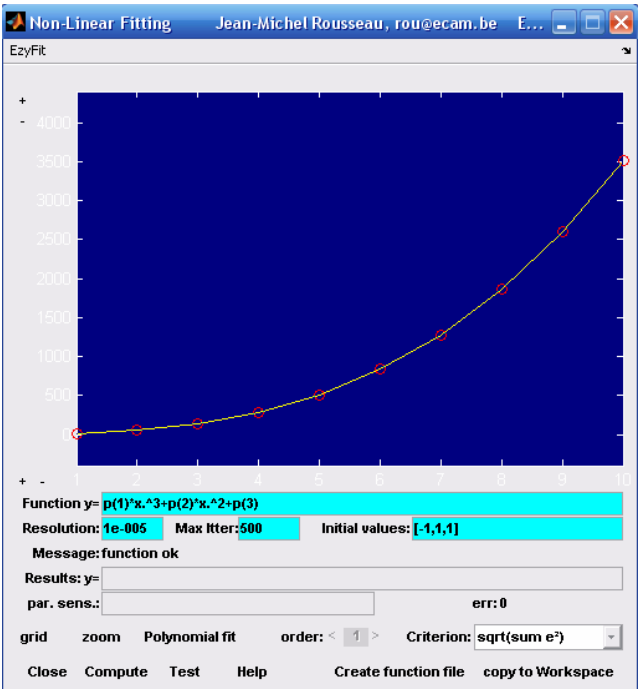 Non-Linear Fitting Jean-Michel Rousseau, rou@ecam.be E...
EzyFit
+
-
4000
3500
3000
2500
2000
1500
1000
500
0
1 2 3 4 5 6 7 8 9 10
+ -
Function y= p(1)*x.^3+p(2)*x.^2+p(3)
Resolution: 1e-005 Max Itter: 500 Initial values: [-1,1,1]
Message: function ok
Results: y=
par. sens.: err: 0
grid zoom Polynomial fit order: < 1 > Criterion: sqrt(sum e²)
Close Compute Test Help Create function file copy to Workspace